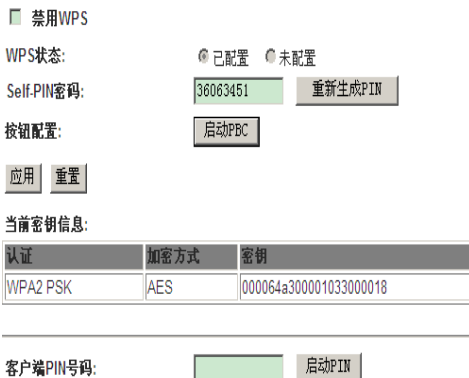 禁用WPS
WPS状态: 已配置 未配置
Self-PIN密码: 36063451 重新生成PIN
按钮配置: 启动PBC
应用 重置
当前密钥信息:
认证 加密方式 密钥
WPA2 PSK AES 000064a300001033000018
客户端PIN号码: 启动PIN